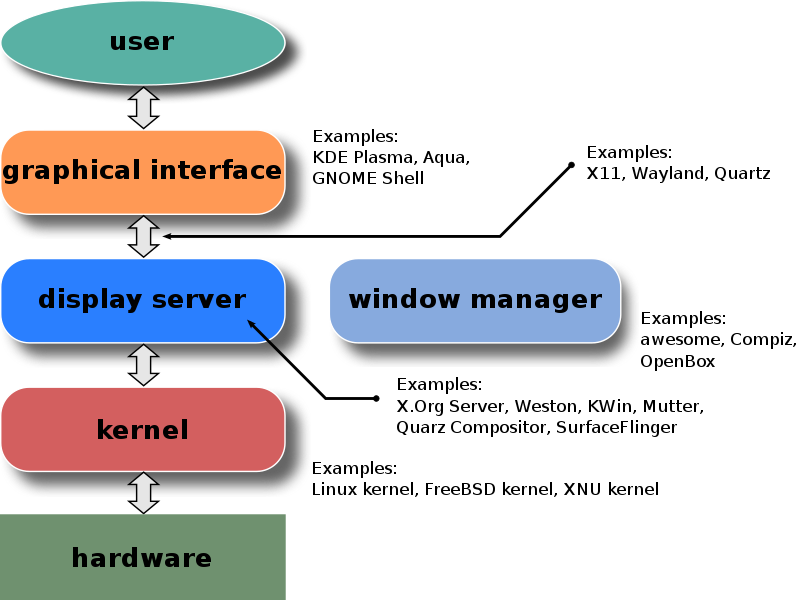 user
graphical interface
Examples:
KDE Plasma, Aqua,
GNOME Shell
Examples:
X11, Wayland, Quartz
display server
window manager
Examples:
awesome, Compiz,
OpenBox
Examples:
X.Org Server, Weston, KWin, Mutter,
Quarz Compositor, SurfaceFlinger
kernel
Examples:
Linux kernel, FreeBSD kernel, XNU kernel
hardware